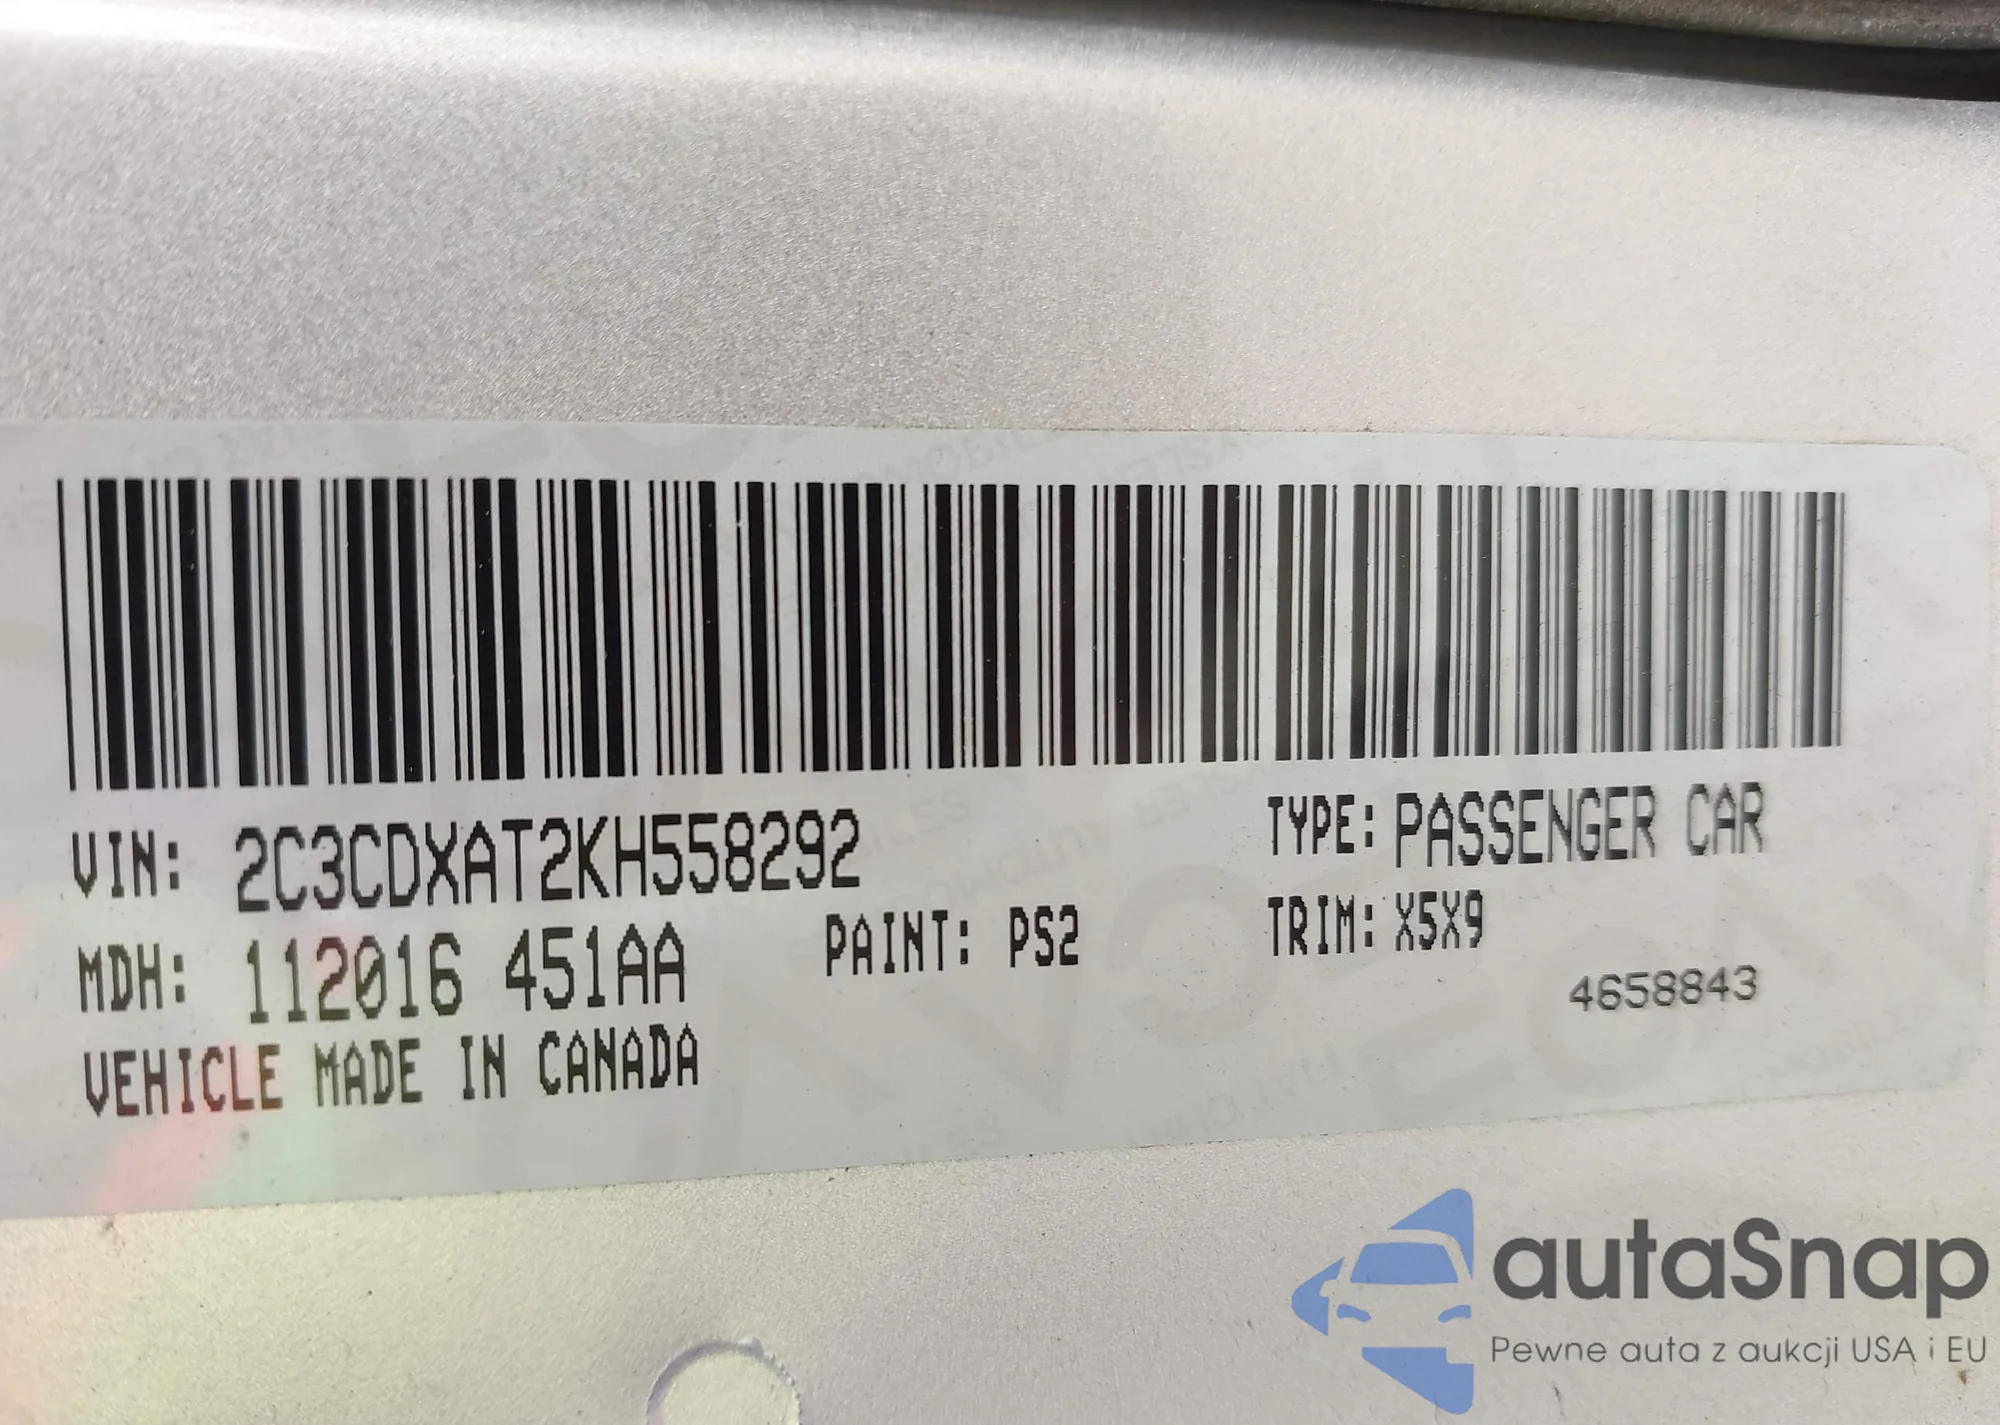 VIN: 2C3CDXAT2KH558292
TYPE: PASSENGER CAR
MDH: 112016 451AA
PAINT: PS2
TRIM: X5X9
4658843
VEHICLE MADE IN CANADA
autaSnap
Pewne auta z aukcji USA i EU